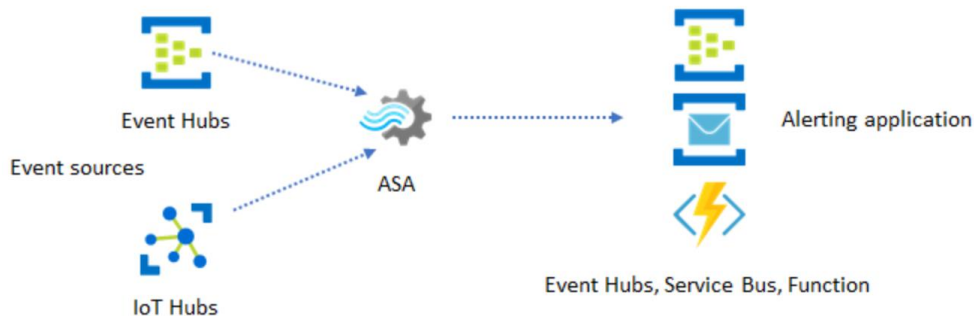 Event Hubs
Event sources
IoT Hubs
ASA
Alerting application
Event Hubs, Service Bus, Function